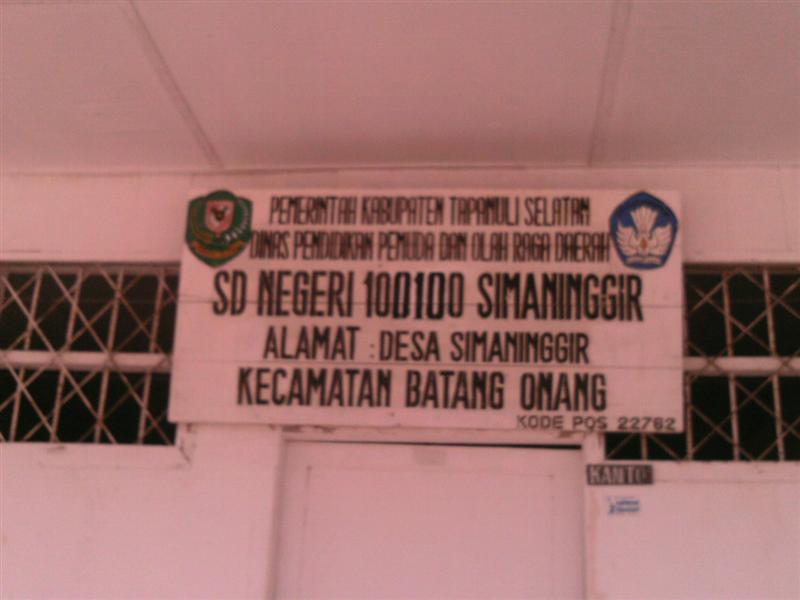 PEMERINTAH KABUPATEN TAPANULI SELATAN
DINAS PENDIDIKAN PEMUDA DAN OLAH RAGA DAERAH
SD NEGERI 100100 SIMANINGGIR
ALAMAT : DESA SIMANINGGIR
KECAMATAN BATANG ONANG
KODE POS 22762
KANTOR